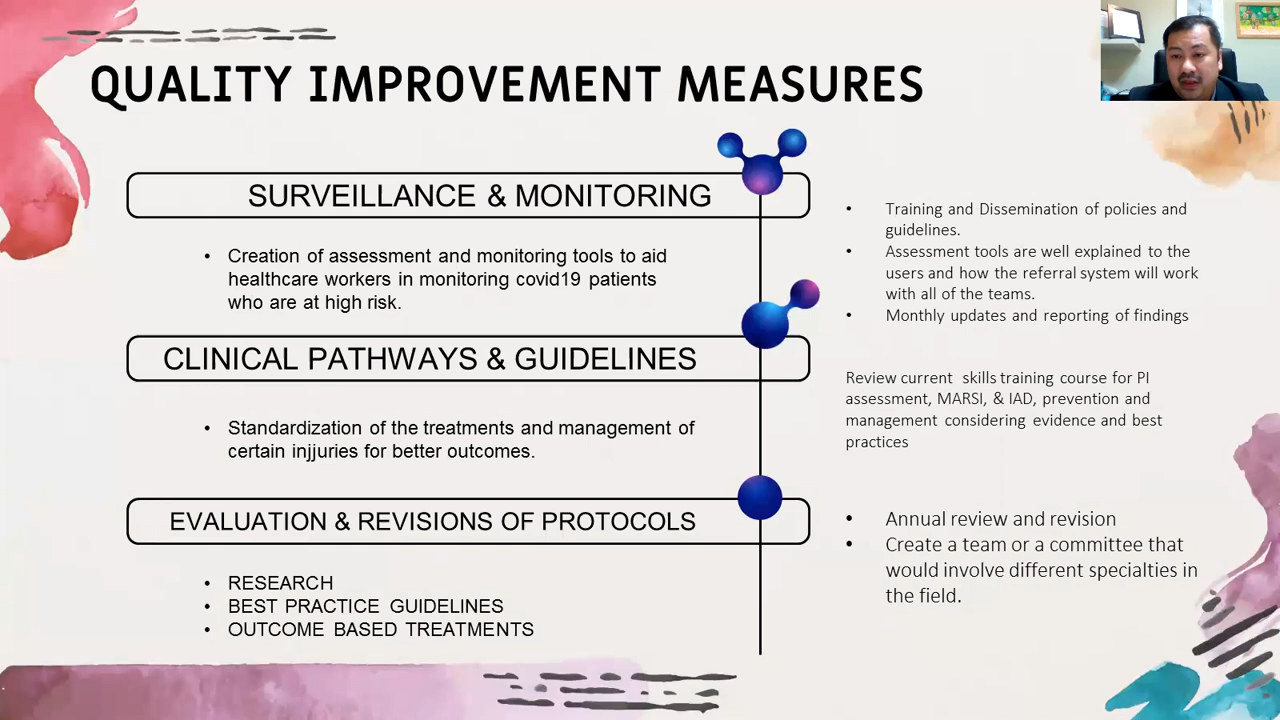 QUALITY IMPROVEMENT MEASURES
SURVEILLANCE & MONITORING
• Creation of assessment and monitoring tools to aid
healthcare workers in monitoring covid19 patients
who are at high risk.
• Training and Dissemination of policies and
guidelines.
• Assessment tools are well explained to the
users and how the referral system will work
with all of the teams.
• Monthly updates and reporting of findings
CLINICAL PATHWAYS & GUIDELINES
• Standardization of the treatments and management of
certain injjuries for better outcomes.
Review current skills training course for PI
assessment, MARSI, & IAD, prevention and
management considering evidence and best
practices
EVALUATION & REVISIONS OF PROTOCOLS
• RESEARCH
• BEST PRACTICE GUIDELINES
• OUTCOME BASED TREATMENTS
• Annual review and revision
• Create a team or a committee that
would involve different specialties in
the field.